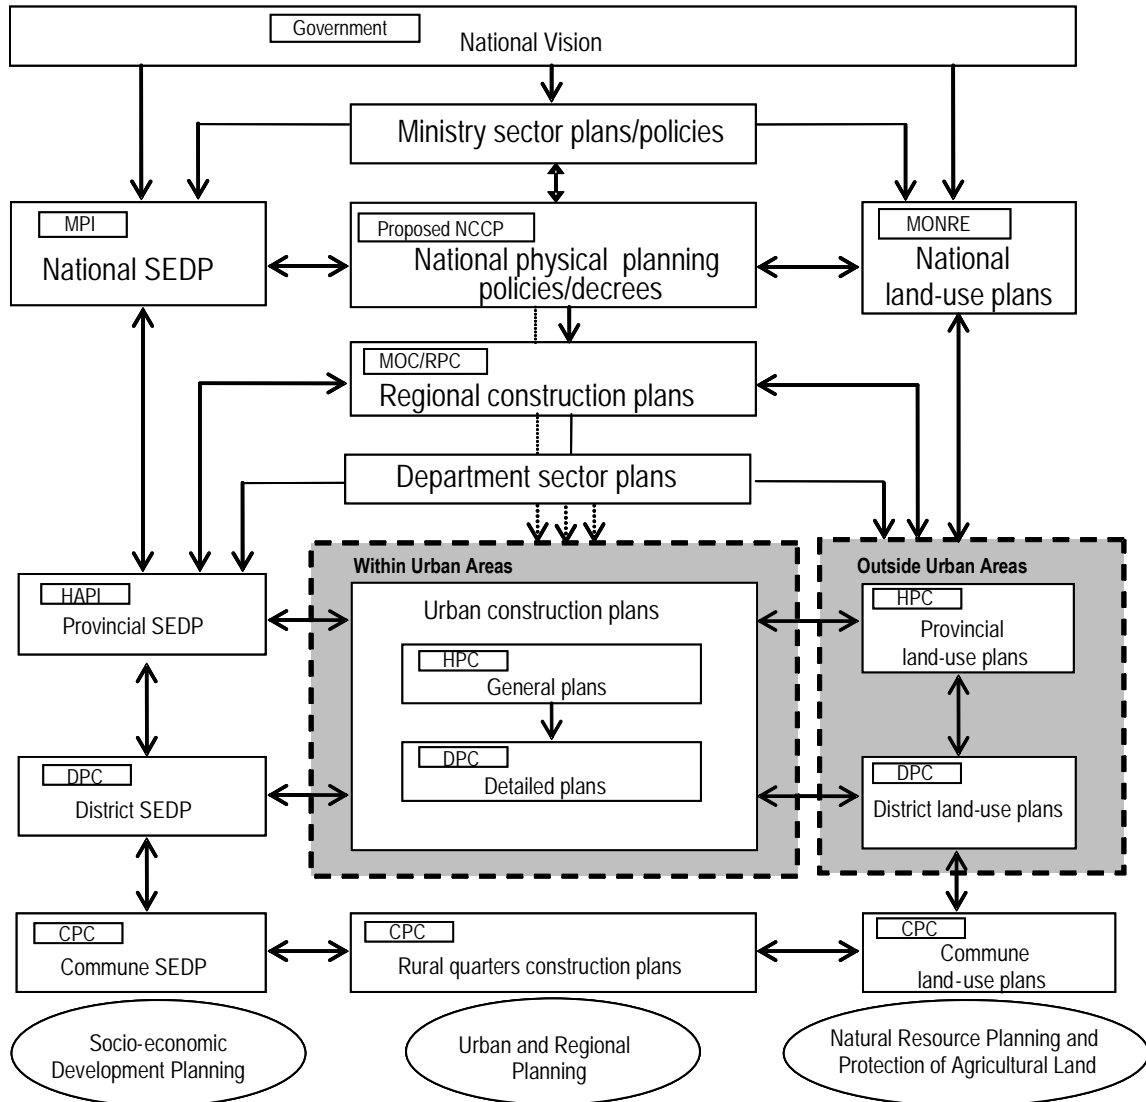 Government
National Vision
Ministry sector plans/policies
MPI
National SEDP
Proposed NCCP
National physical planning
policies/decrees
MONRE
National
land-use plans
MOC/RPC
Regional construction plans
Department sector plans
Within Urban Areas
Outside Urban Areas
HAPI
Provincial SEDP
Urban construction plans
HPC
General plans
HPC
Provincial
land-use plans
DPC
District SEDP
DPC
Detailed plans
DPC
District land-use plans
CPC
Commune SEDP
CPC
Rural quarters construction plans
CPC
Commune
land-use plans
Socio-economic
Development Planning
Urban and Regional
Planning
Natural Resource Planning and
Protection of Agricultural Land